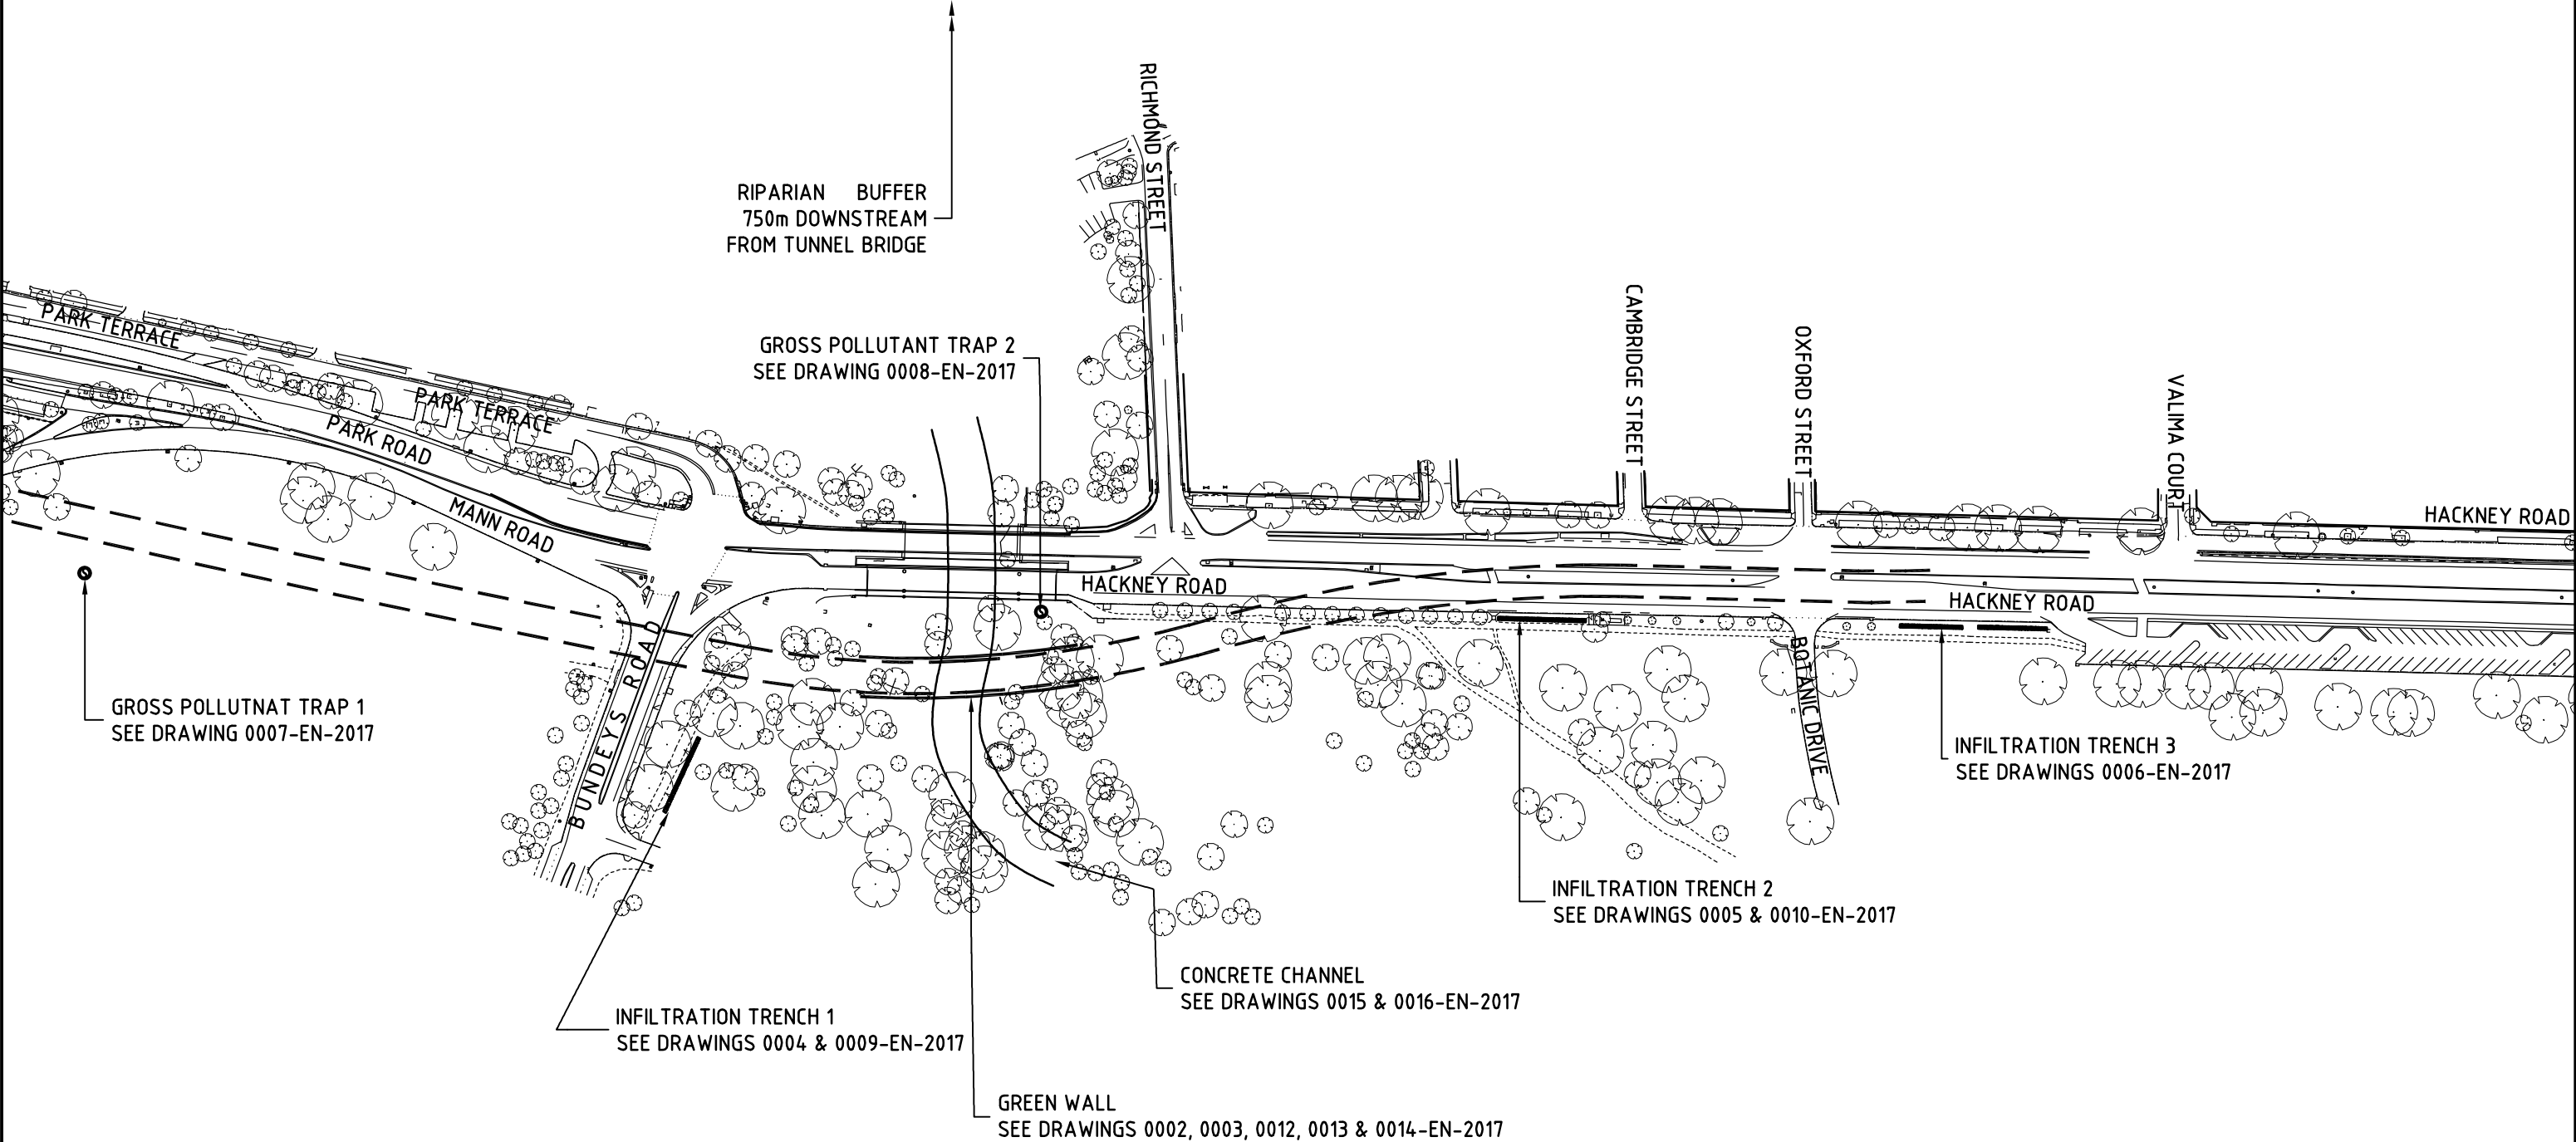 RICHMOND STREET
RIPARIAN BUFFER
750m DOWNSTREAM
FROM TUNNEL BRIDGE
PARK TERRACE
GROSS POLLUTANT TRAP 2
SEE DRAWING 0008-EN-2017
CAMBRIDGE STREET
OXFORD STREET
VALIMA COURT
PARK TERRACE
PARK ROAD
MANN ROAD
HACKNEY ROAD
HACKNEY ROAD
HACKNEY ROAD
BUNDEYS ROAD
BOTANIC DRIVE
GROSS POLLUTNAT TRAP 1
SEE DRAWING 0007-EN-2017
INFILTRATION TRENCH 3
SEE DRAWINGS 0006-EN-2017
INFILTRATION TRENCH 2
SEE DRAWINGS 0005 & 0010-EN-2017
CONCRETE CHANNEL
SEE DRAWINGS 0015 & 0016-EN-2017
INFILTRATION TRENCH 1
SEE DRAWINGS 0004 & 0009-EN-2017
GREEN WALL
SEE DRAWINGS 0002, 0003, 0012, 0013 & 0014-EN-2017